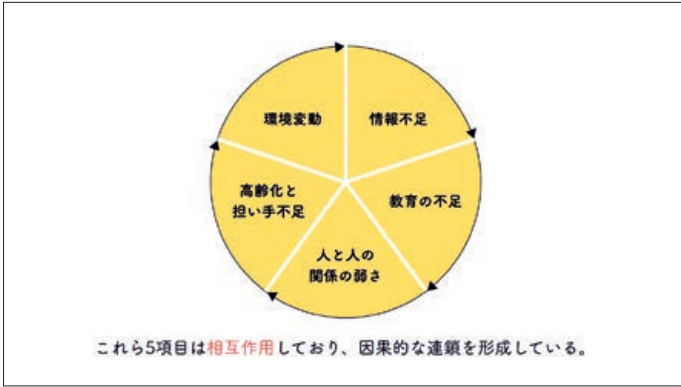 環境変動
情報不足
高齢化と
担い手不足
教育の不足
人と人の
関係の弱さ
これら5項目は相互作用しており、因果的な連鎖を形成している。